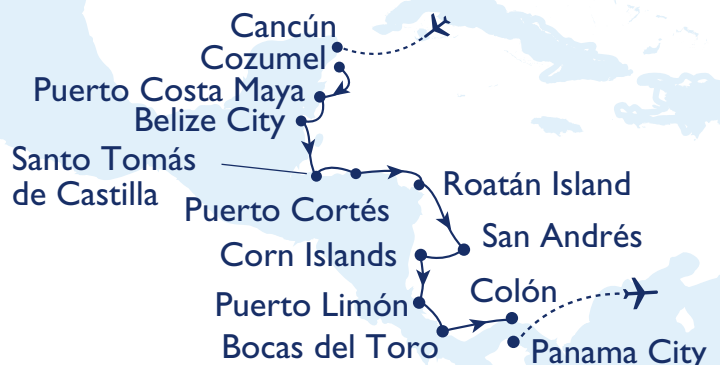 Cancún
Cozumel
Puerto Costa Maya
Belize City
Santo Tomás
de Castilla
Puerto Cortés
Roatán Island
San Andrés
Corn Islands
Puerto Limón
Colón
Bocas del Toro
Panama City